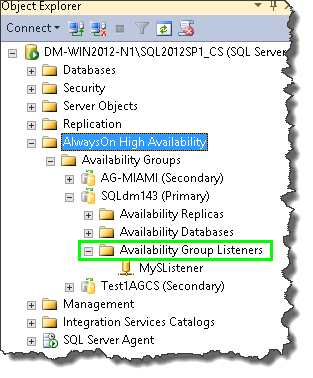 Object Explorer
Connect
DM-WIN2012-N1\SQL2012SP1_CS (SQL Server
Databases
Security
Server Objects
Replication
AlwaysOn High Availability
Availability Groups
AG-MIAMI (Secondary)
SQLdm143 (Primary)
Availability Replicas
Availability Databases
Availability Group Listeners
MySListener
Test1AGCS (Secondary)
Management
Integration Services Catalogs
SQL Server Agent